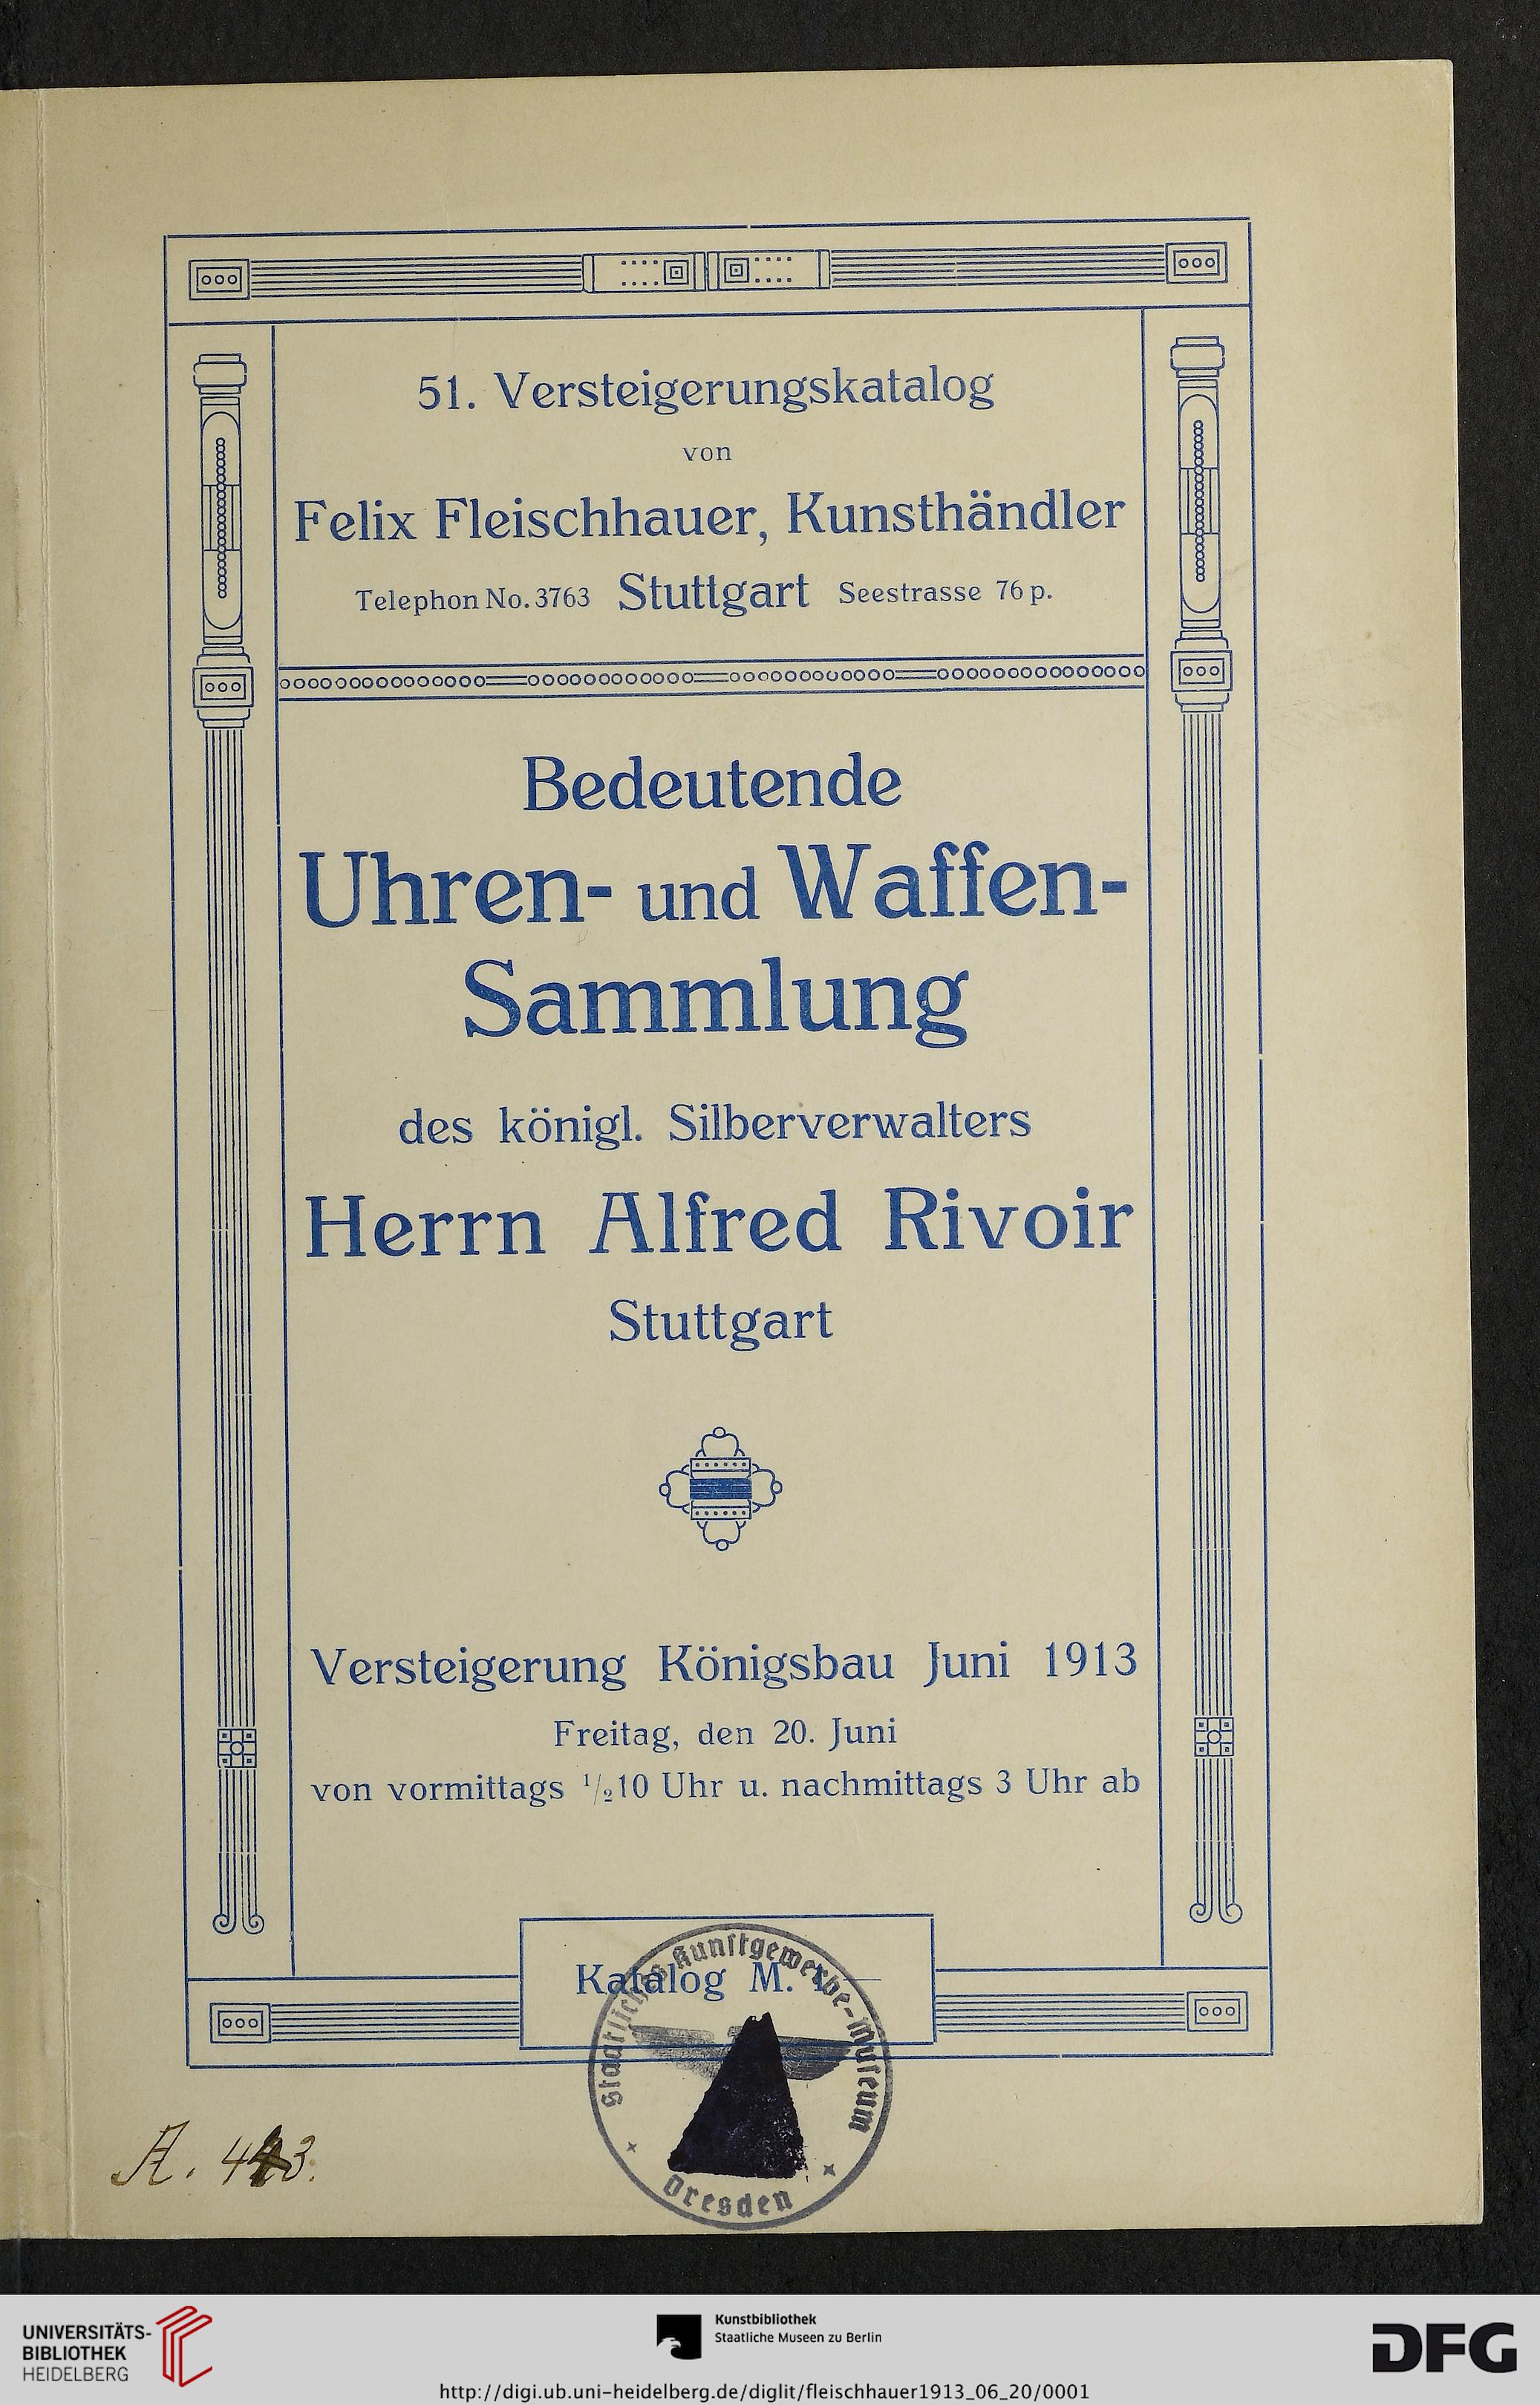 51. Versteigerungskatalog
von
Felix Fleischhauer, Kunsthändler
Telephon No. 3763 Stuttgart Seestrasse 76 p.
Bedeutende
Uhren- und Waffen-
Sammlung
des königl. Silberverwalters
Herrn Alfred Rivoir
Stuttgart
Versteigerung Königsbau Juni 1913
Freitag, den 20. Juni
von vormittags 1/2 10 Uhr u. nachmittags 3 Uhr ab
Katalog M.
Staatliches Kunstgewerbe-Museum
Dresden
UNIVERSITÄTS-
BIBLIOTHEK
HEIDELBERG
Kunstbibliothek
Staatliche Museen zu Berlin
DFG
http://digi.ub.uni-heidelberg.de/diglit/fleischhauer1913_06_20/0001